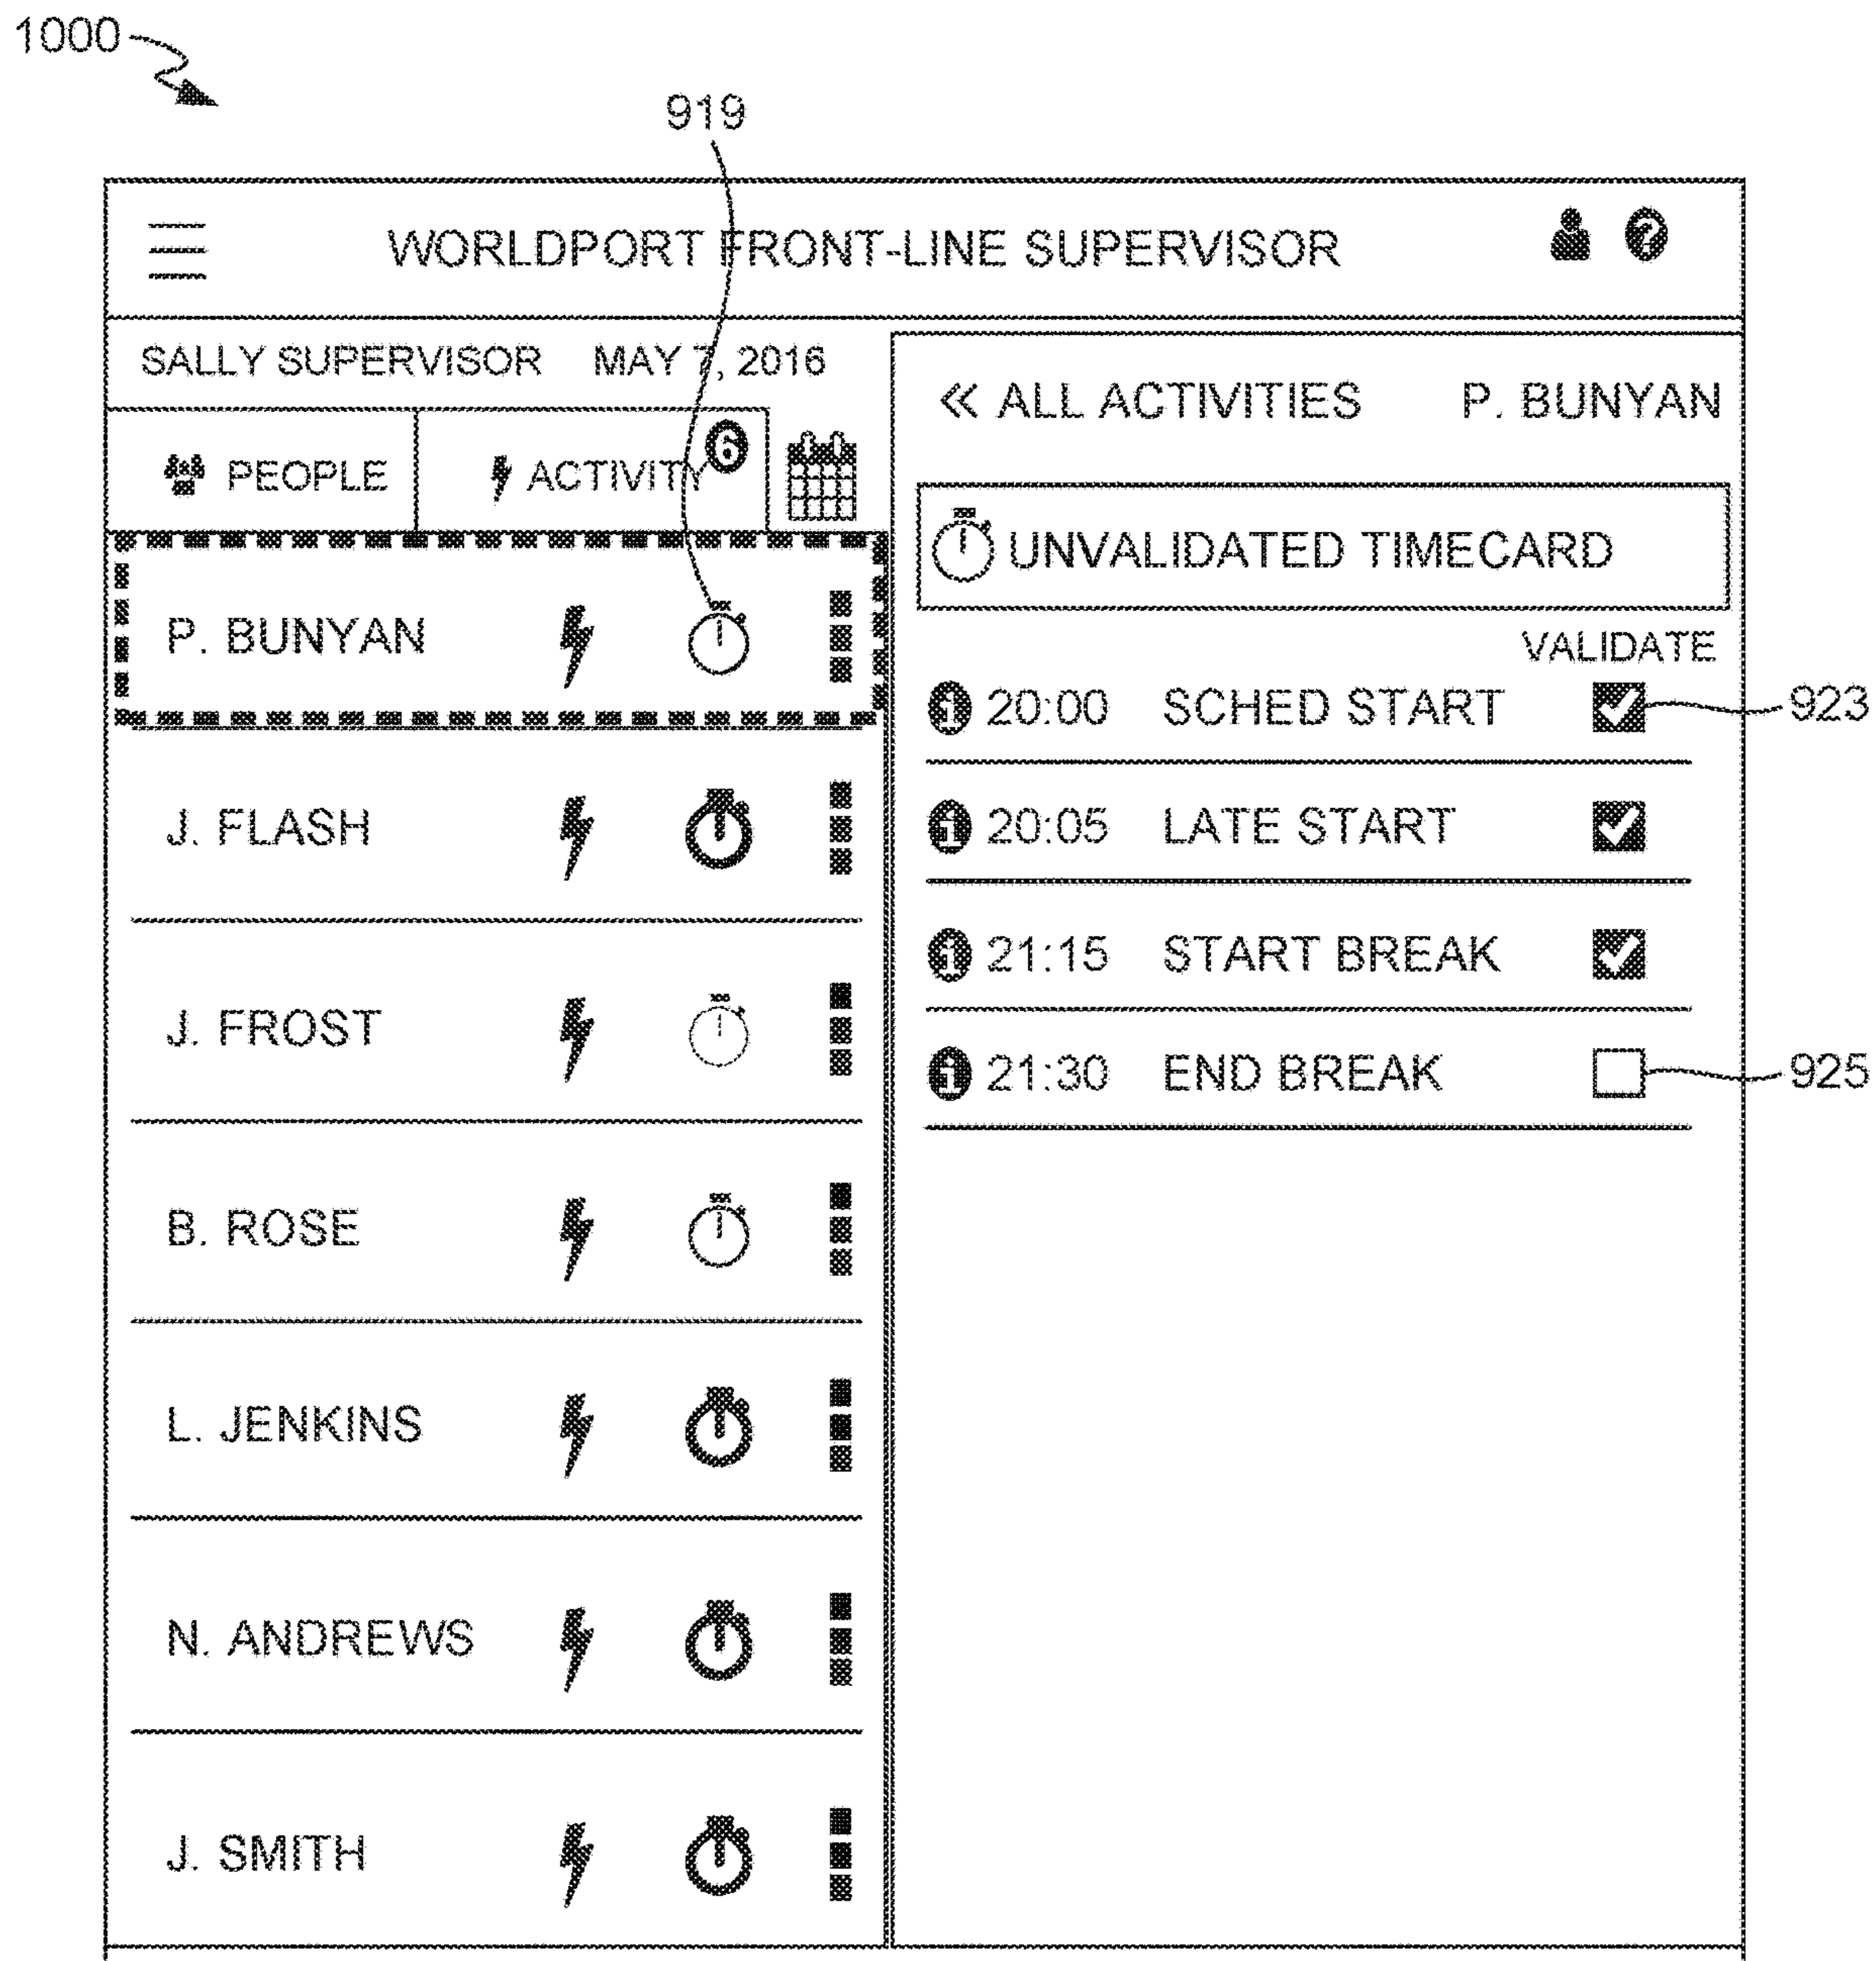 1000
919
WORLDPORT FRONT-LINE SUPERVISOR
?
SALLY SUPERVISOR MAY 7, 2016
PEOPLE
ACTIVITY 6
P. BUNYAN
J. FLASH
J. FROST
B. ROSE
L. JENKINS
N. ANDREWS
J. SMITH
« ALL ACTIVITIES P. BUNYAN
UNVALIDATED TIMECARD
VALIDATE
i 20:00 SCHED START 923
i 20:05 LATE START
i 21:15 START BREAK
i 21:30 END BREAK 925